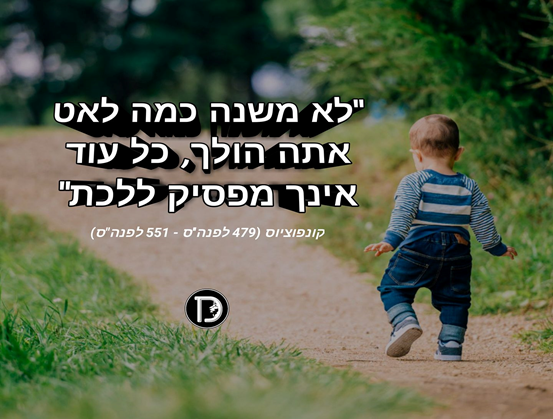 "לא משנה כמה לאט
אתה הולך, כל עוד
אינך מפסיק ללכת"
קונפוציוס (479 לפנה"ס - 551 לפנה"ס)